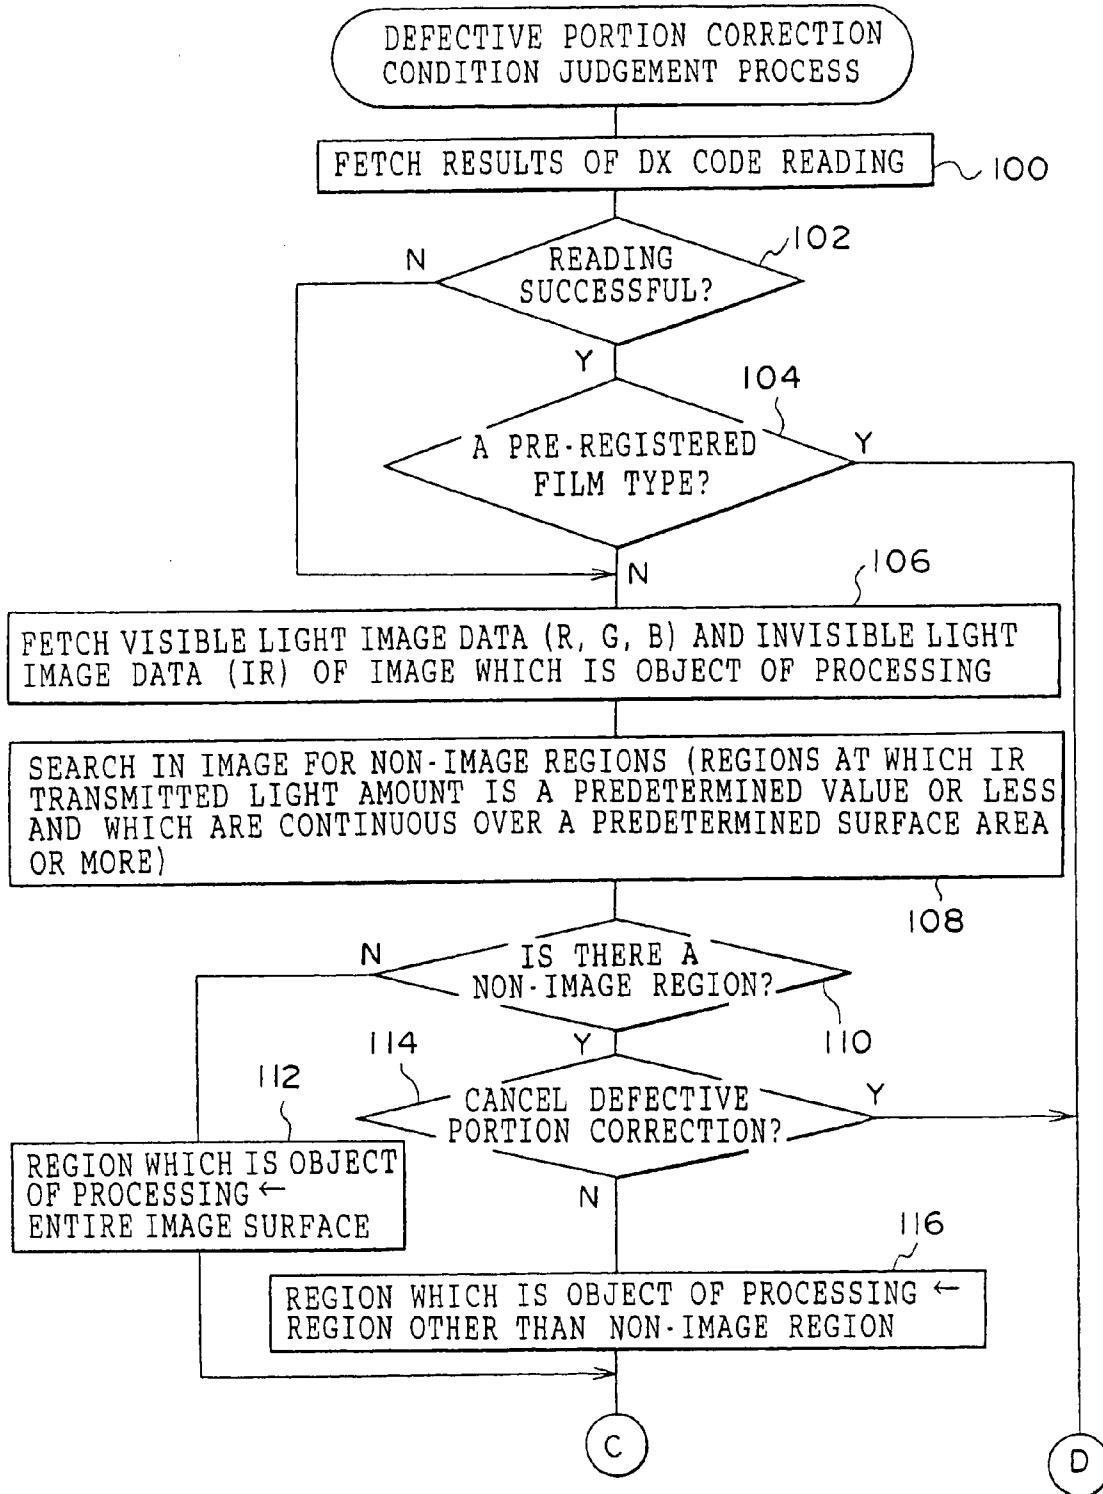 DEFECTIVE PORTION CORRECTION
CONDITION JUDGEMENT PROCESS
FETCH RESULTS OF DX CODE READING
100
102
N
READING
SUCCESSFUL?
Y
104
A PRE-REGISTERED
FILM TYPE?
Y
N
106
FETCH VISIBLE LIGHT IMAGE DATA (R, G, B) AND INVISIBLE LIGHT
IMAGE DATA (IR) OF IMAGE WHICH IS OBJECT OF PROCESSING
SEARCH IN IMAGE FOR NON-IMAGE REGIONS (REGIONS AT WHICH IR
TRANSMITTED LIGHT AMOUNT IS A PREDETERMINED VALUE OR LESS
AND WHICH ARE CONTINUOUS OVER A PREDETERMINED SURFACE AREA
OR MORE)
108
N
IS THERE A
NON-IMAGE REGION?
110
Y
114
CANCEL DEFECTIVE
PORTION CORRECTION?
Y
N
112
REGION WHICH IS OBJECT
OF PROCESSING ←
ENTIRE IMAGE SURFACE
116
REGION WHICH IS OBJECT OF PROCESSING ←
REGION OTHER THAN NON-IMAGE REGION
C
D